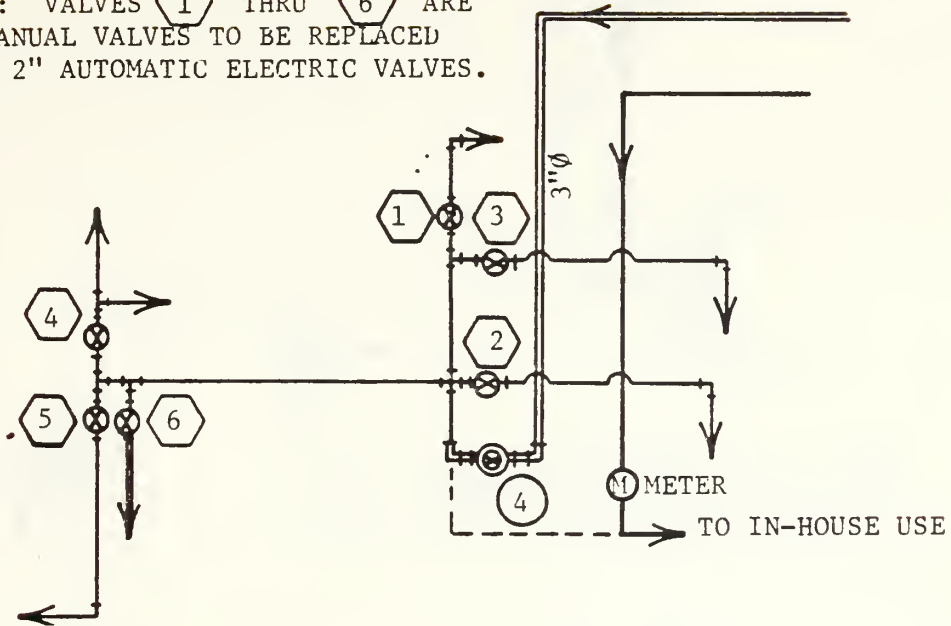 : VALVES 1 THRU 6 ARE
MANUAL VALVES TO BE REPLACED
2" AUTOMATIC ELECTRIC VALVES.
3"Ø
1
3
4
2
5
6
4
M METER
TO IN-HOUSE USE